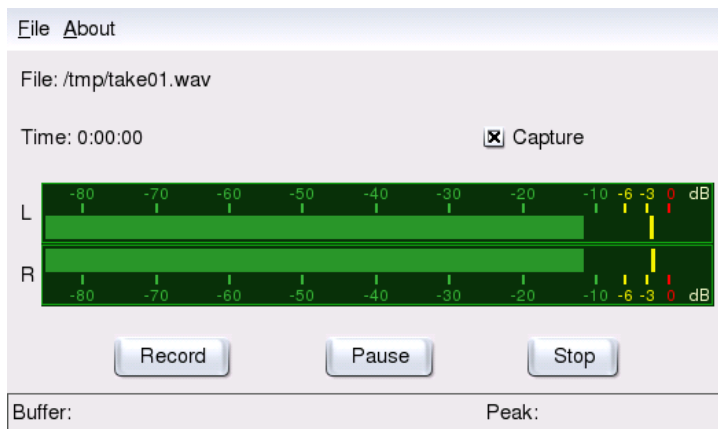 File About
File: /tmp/take01.wav
Time: 0:00:00 Capture
-80 -70 -60 -50 -40 -30 -20 -10 -6 -3 0 dB
L
R
-80 -70 -60 -50 -40 -30 -20 -10 -6 -3 0 dB
Record Pause Stop
Buffer: Peak: